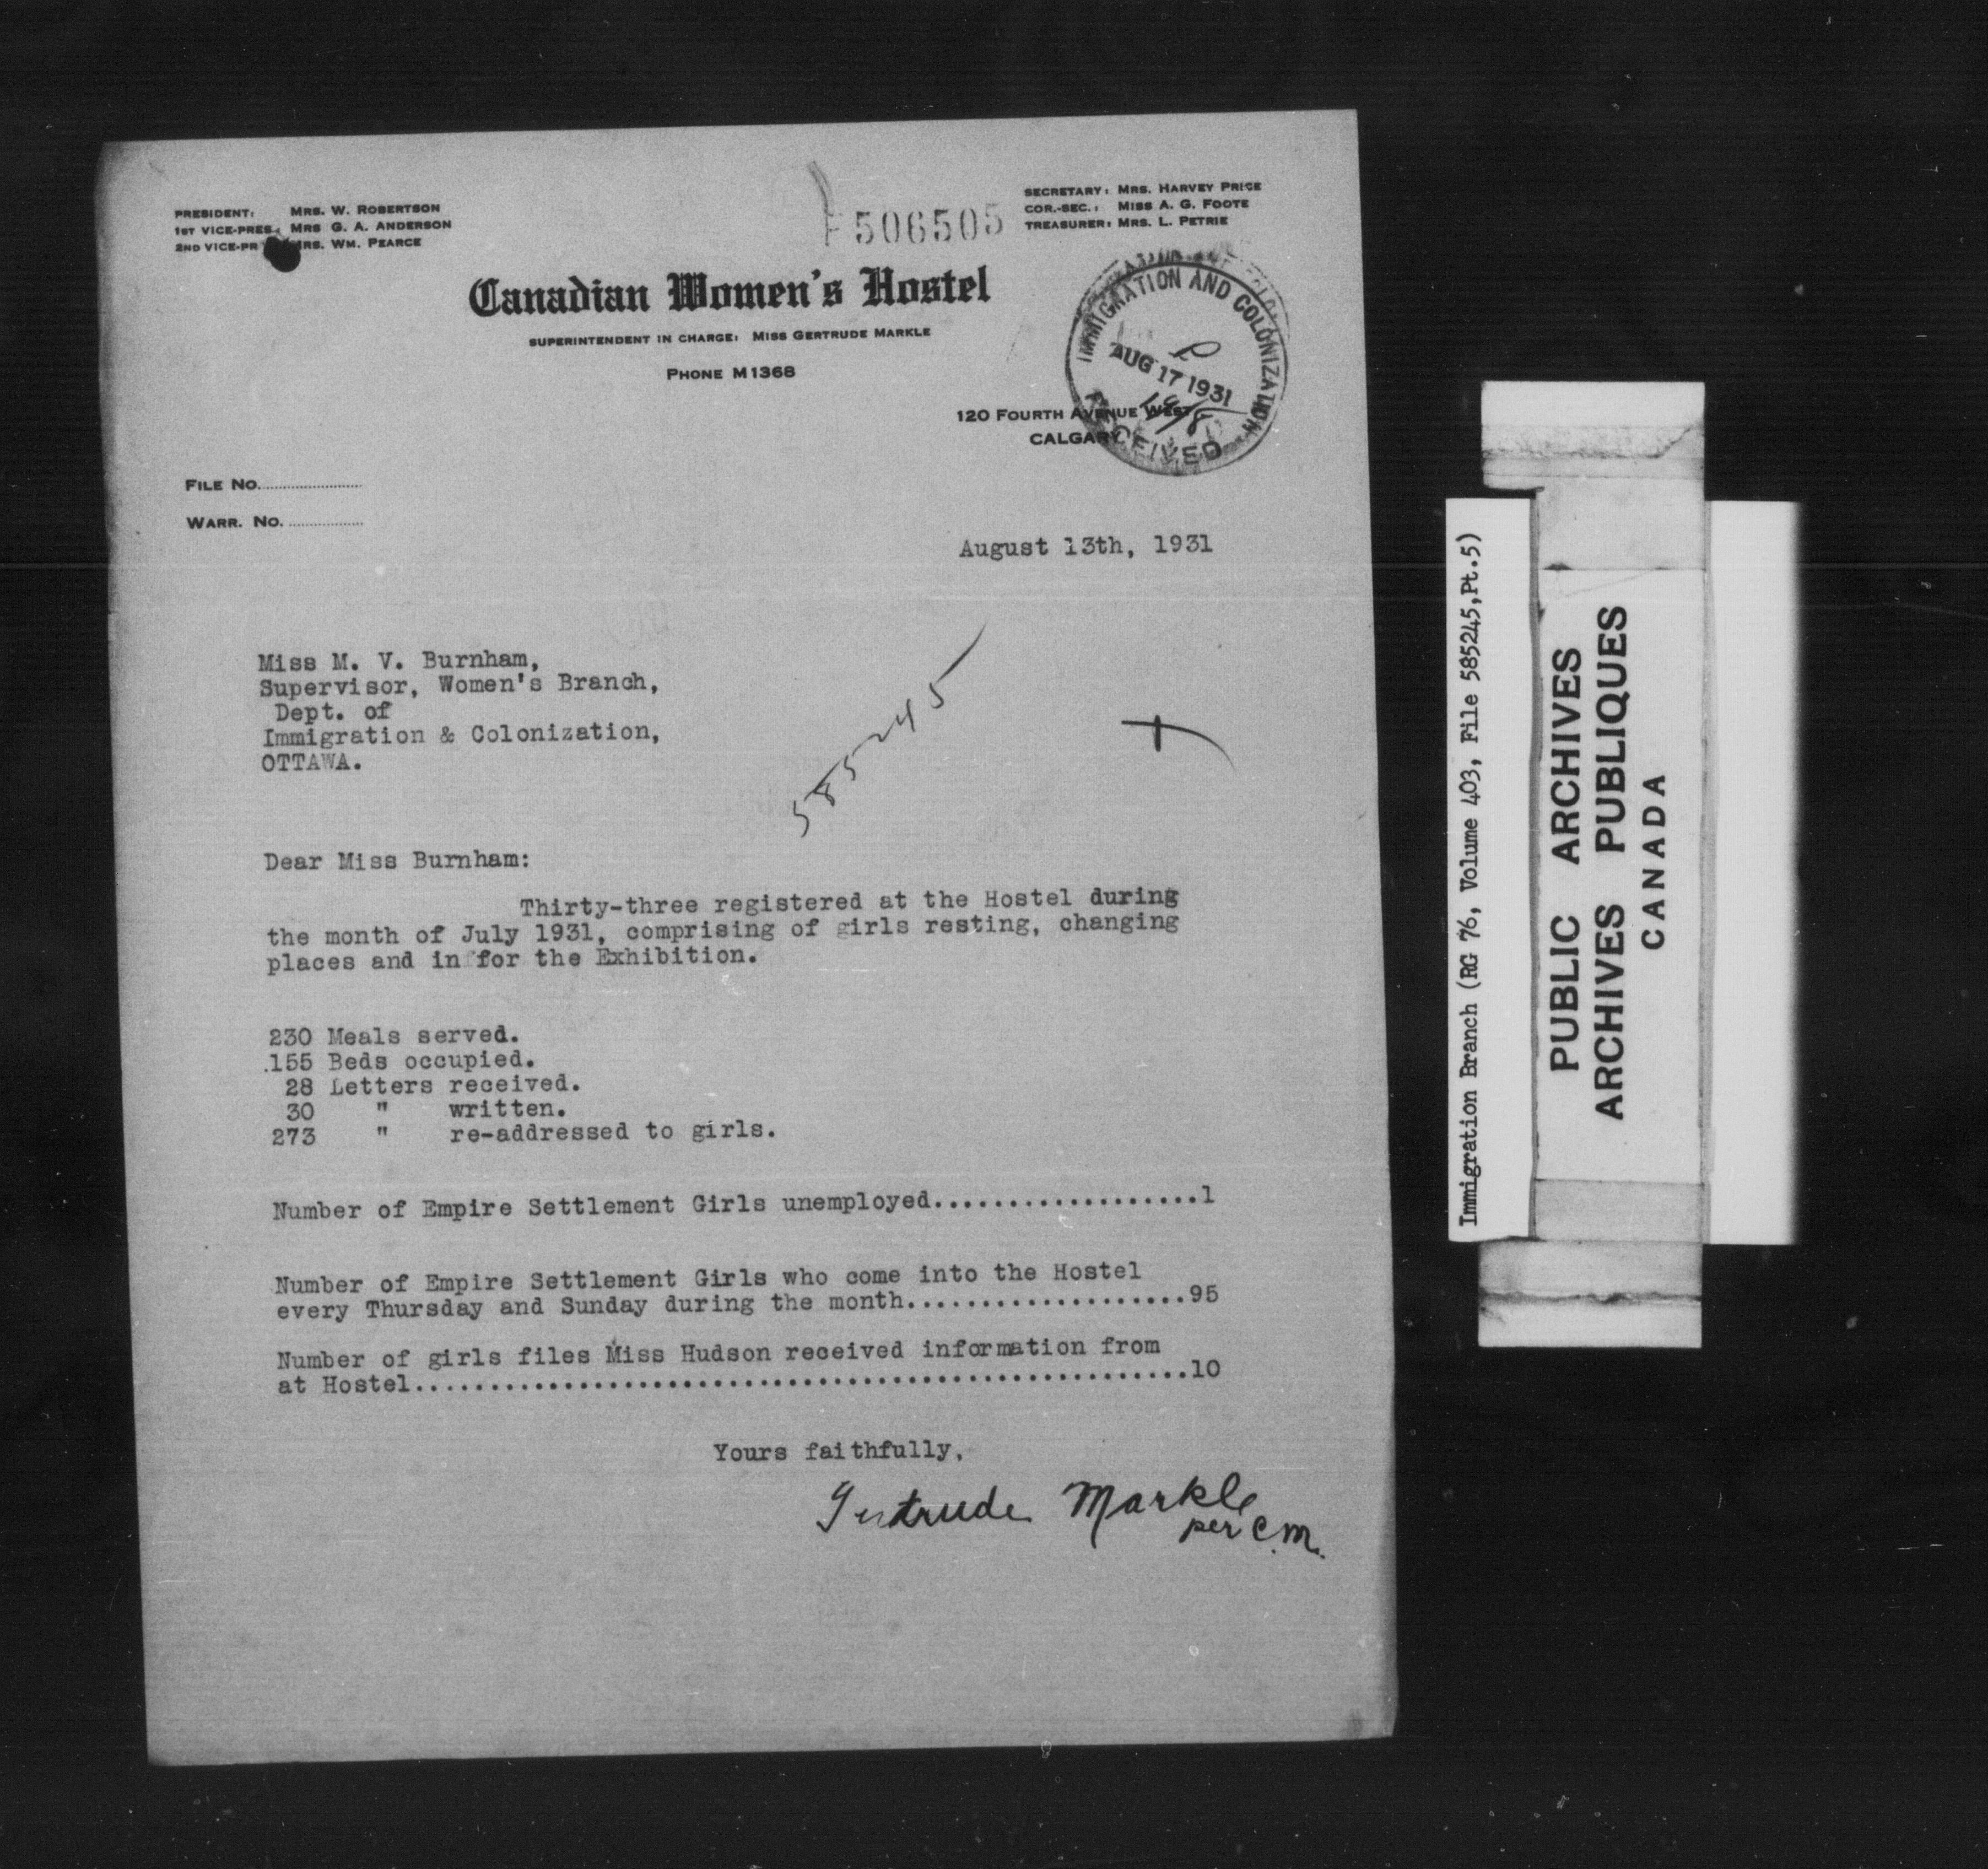 PRESIDENT: MRS. W. ROBERTSON
1ST VICE-PRES.: MRS G. A. ANDERSON
2ND VICE-PR MRS. WM. PEARCE
F506505
SECRETARY: MRS. HARVEY PRICE
COR.-SEC.: MISS A. G. FOOTE
TREASURER: MRS. L. PETRIE
Canadian Women's Hostel
SUPERINTENDENT IN CHARGE: MISS GERTRUDE MARKLE
PHONE M1368
IMMIGRATION AND COLONIZATION
AUG 17 1931
RECEIVED
120 FOURTH AVENUE WEST
CALGARY
FILE NO..........................
WARR. NO. ..................
August 13th, 1931
Miss M. V. Burnham,
Supervisor, Women's Branch,
Dept. of
Immigration & Colonization,
OTTAWA.
585245
Dear Miss Burnham:
Thirty-three registered at the Hostel during
the month of July 1931, comprising of girls resting, changing
places and in for the Exhibition.
230 Meals served.
155 Beds occupied.
28 Letters received.
30 " written.
273 " re-addressed to girls.
Number of Empire Settlement Girls unemployed..................1
Number of Empire Settlement Girls who come into the Hostel
every Thursday and Sunday during the month...................95
Number of girls files Miss Hudson received information from
at Hostel....................................................10
Yours faithfully,
Gertrude Markle
per C.M.
Immigration Branch (RG 76, Volume 403, File 585245,Pt.5)
PUBLIC ARCHIVES
ARCHIVES PUBLIQUES
CANADA